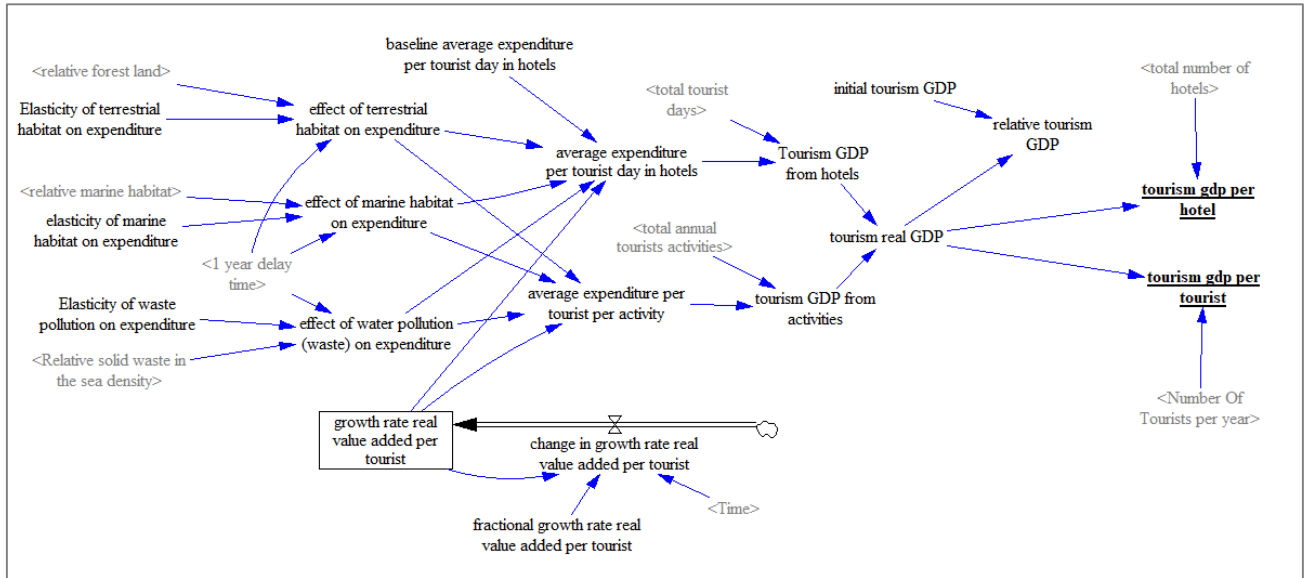 baseline average expenditure
per tourist day in hotels
<relative forest land>
Elasticity of terrestrial
habitat on expenditure
effect of terrestrial
habitat on expenditure
<total tourist
days>
initial tourism GDP
<total number of
hotels>
relative tourism
GDP
average expenditure
per tourist day in hotels
Tourism GDP
from hotels
<relative marine habitat>
elasticity of marine
habitat on expenditure
effect of marine habitat
on expenditure
tourism gdp per
hotel
<total annual
tourists activities>
tourism real GDP
<1 year delay
time>
average expenditure per
tourist per activity
tourism GDP from
activities
tourism gdp per
tourist
Elasticity of waste
pollution on expenditure
effect of water pollution
(waste) on expenditure
<Relative solid waste in
the sea density>
<Number Of
Tourists per year>
growth rate real
value added per
tourist
change in growth rate real
value added per tourist
<Time>
fractional growth rate real
value added per tourist